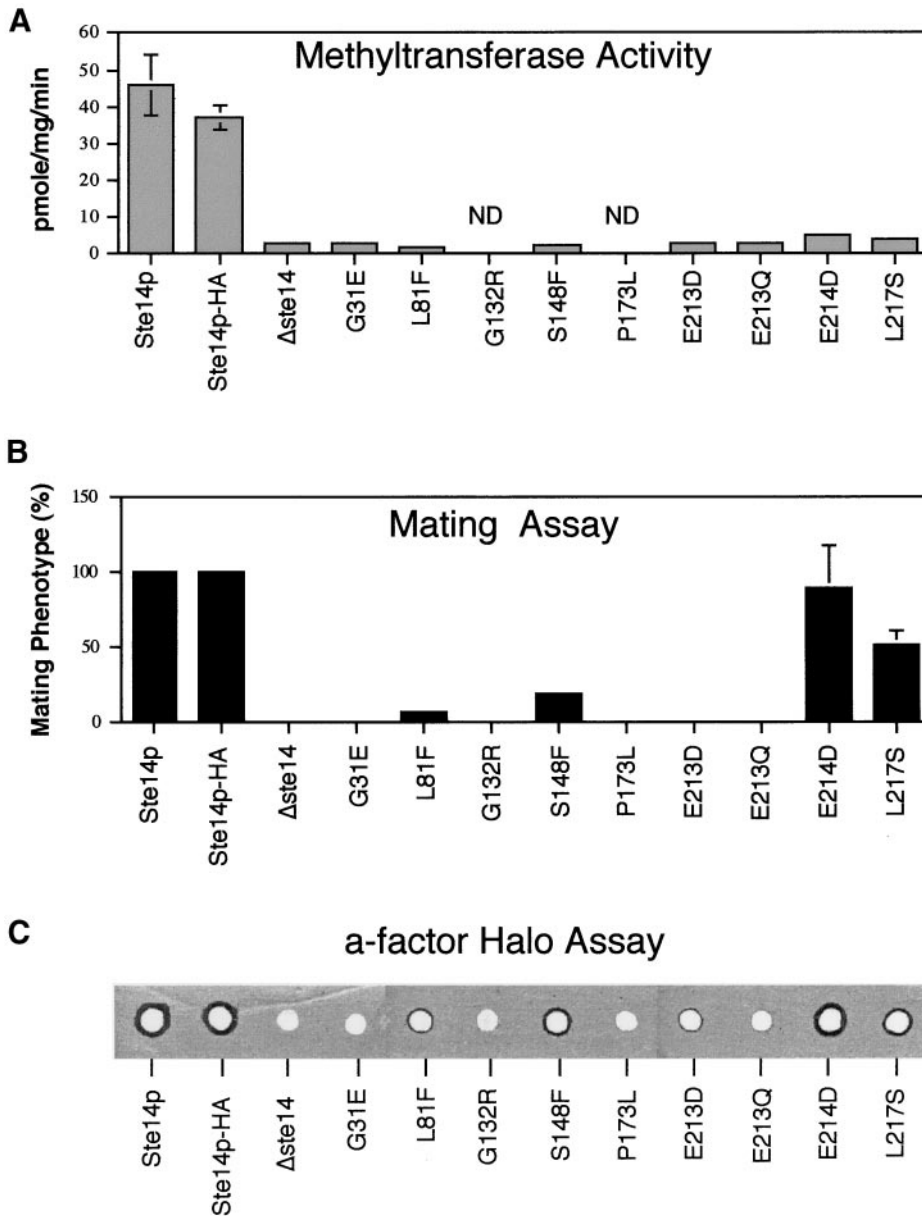 A
Methyltransferase Activity
pmole/mg/min
60
50
40
30
20
10
0
ND
ND
Ste14p
Ste14p-HA
Δste14
G31E
L81F
G132R
S148F
P173L
E213D
E213Q
E214D
L217S
B
Mating Assay
Mating Phenotype (%)
150
100
50
0
Ste14p
Ste14p-HA
Δste14
G31E
L81F
G132R
S148F
P173L
E213D
E213Q
E214D
L217S
C
a-factor Halo Assay
Ste14p
Ste14p-HA
Δste14
G31E
L81F
G132R
S148F
P173L
E213D
E213Q
E214D
L217S